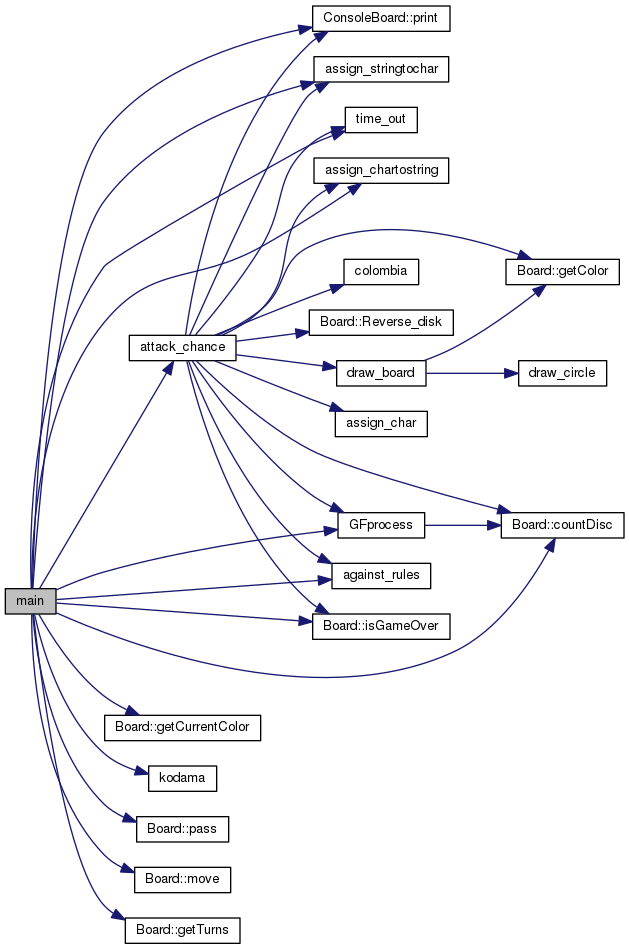 ConsoleBoard::print
assign_stringtochar
time_out
assign_chartostring
Board::getColor
colombia
Board::Reverse_disk
attack_chance
draw_board
draw_circle
assign_char
GFprocess
Board::countDisc
against_rules
main
Board::isGameOver
Board::getCurrentColor
kodama
Board::pass
Board::move
Board::getTurns